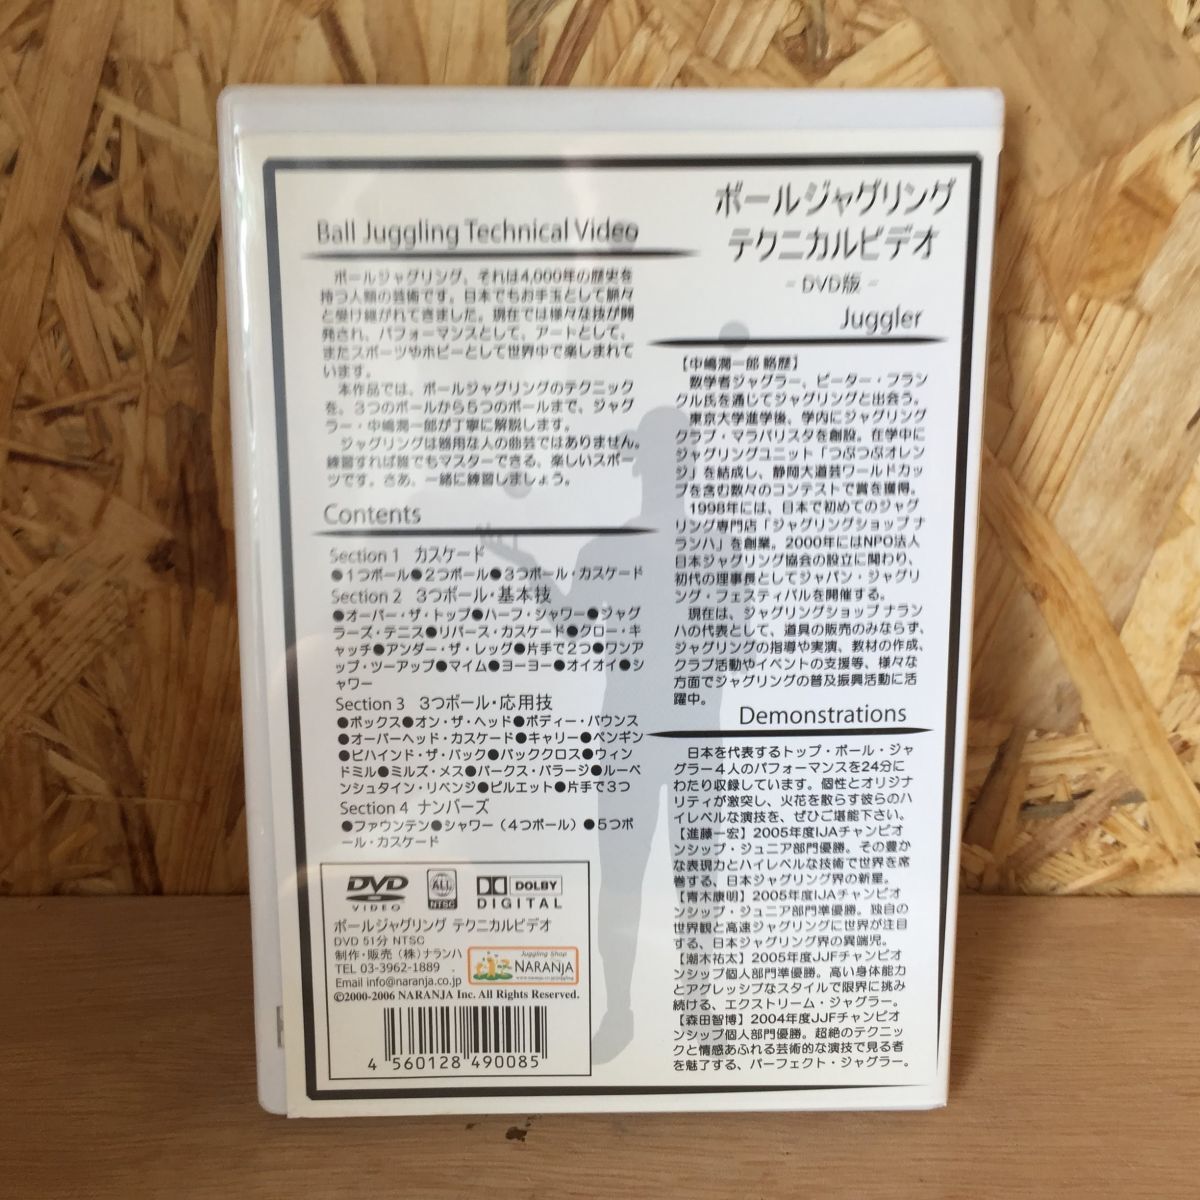 Ball Juggling Technical Video
ボールジャグリング、それは4,000年の歴史を
持つ人類の芸術です。日本でもお手玉として脈々
と受け継がれてきました。現在では様々な技が開
発され、パフォーマンスとして、アートとして、
またスポーツやホビーとして世界中で楽しまれて
います。
本作品では、ボールジャグリングのテクニック
を、3つのボールから5つのボールまで、ジャグ
ラー・中嶋潤一郎が丁寧に解説します。
ジャグリングは器用な人の曲芸ではありません。
練習すれば誰でもマスターできる、楽しいスポー
ツです。さあ、一緒に練習しましょう。
Contents
Section 1 カスケード
●1つボール●2つボール●3つボール・カスケード
Section 2 3つボール・基本技
●オーバー・ザ・トップ●ハーフ・シャワー●ジャグ
ラーズ・テニス●リバース・カスケード●クロー・キ
ャッチ●アンダー・ザ・レッグ●片手で2つ●ワンア
ップ・ツーアップ●マイム●ヨーヨー●オイオイ●シ
ャワー
Section 3 3つボール・応用技
●ボックス●オン・ザ・ヘッド●ボディー・バウンス
●オーバーヘッド・カスケード●キャリー●ペンギン
●ビハインド・ザ・バック●バッククロス●ウィン
ドミル●ミルズ・メス●バークス・バラージ●ルーベ
ンシュタイン・リベンジ●ピルエット●片手で3つ
Section 4 ナンバーズ
●ファウンテン●シャワー(4つボール)●5つボ
ール・カスケード
DVD VIDEO
ALL NTSC
DOLBY DIGITAL
ボールジャグリング テクニカルビデオ
DVD 51分 NTSC
制作・販売(株)ナランハ
TEL 03-3962-1889
Email info@naranja.co.jp
Juggling Shop
NARANJA
©2000-2006 NARANJA Inc. All Rights Reserved.
4 560128 490085
ボールジャグリング
テクニカルビデオ
- DVD版 -
Juggler
【中嶋潤一郎 略歴】
数学者ジャグラー、ピーター・フラン
クル氏を通じてジャグリングと出会う。
東京大学進学後、学内にジャグリング
クラブ・マラバリスタを創設。在学中に
ジャグリングユニット「つぶつぶオレン
ジ」を結成し、静岡大道芸ワールドカッ
プを含む数々のコンテストで賞を獲得。
1998年には、日本で初めてのジャグ
リング専門店「ジャグリングショップ ナ
ランハ」を創業。2000年にはNPO法人
日本ジャグリング協会の設立に関わり、
初代の理事長としてジャパン・ジャグリ
ング・フェスティバルを開催する。
現在は、ジャグリングショップ ナラン
ハの代表として、道具の販売のみならず、
ジャグリングの指導や実演、教材の作成、
クラブ活動やイベントの支援等、様々な
方面でジャグリングの普及振興活動に活
躍中。
Demonstrations
日本を代表するトップ・ボール・ジャ
グラー4人のパフォーマンスを24分に
わたり収録しています。個性とオリジナ
リティが激突し、火花を散らす彼らのハ
イレベルな演技を、ぜひご堪能下さい。
【進藤一宏】2005年度IJAチャンピオ
ンシップ・ジュニア部門優勝。その豊か
な表現力とハイレベルな技術で世界を席
巻する、日本ジャグリング界の新星。
【青木康明】2005年度IJAチャンピオ
ンシップ・ジュニア部門準優勝。独自の
世界観と高速ジャグリングに世界が注目
する、日本ジャグリング界の異端児。
【潮木祐太】2005年度JJFチャンピオ
ンシップ個人部門準優勝。高い身体能力
とアグレッシブなスタイルで限界に挑み
続ける、エクストリーム・ジャグラー。
【森田智博】2004年度JJFチャンピオ
ンシップ個人部門優勝。超絶のテクニッ
クと情感あふれる芸術的な演技で見る者
を魅了する、パーフェクト・ジャグラー。